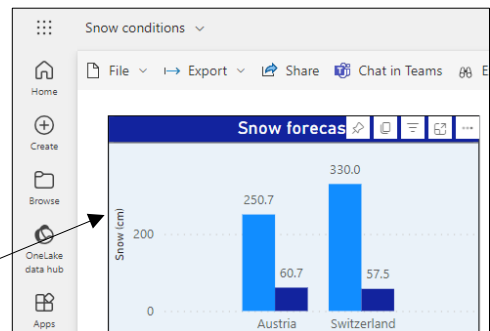 Snow conditions
File
Export
Share
Chat in Teams
E
Home
Create
Browse
OneLake
data hub
Apps
Snow forecas
330.0
250.7
Snow (cm)
200
60.7
57.5
0
Austria
Switzerland